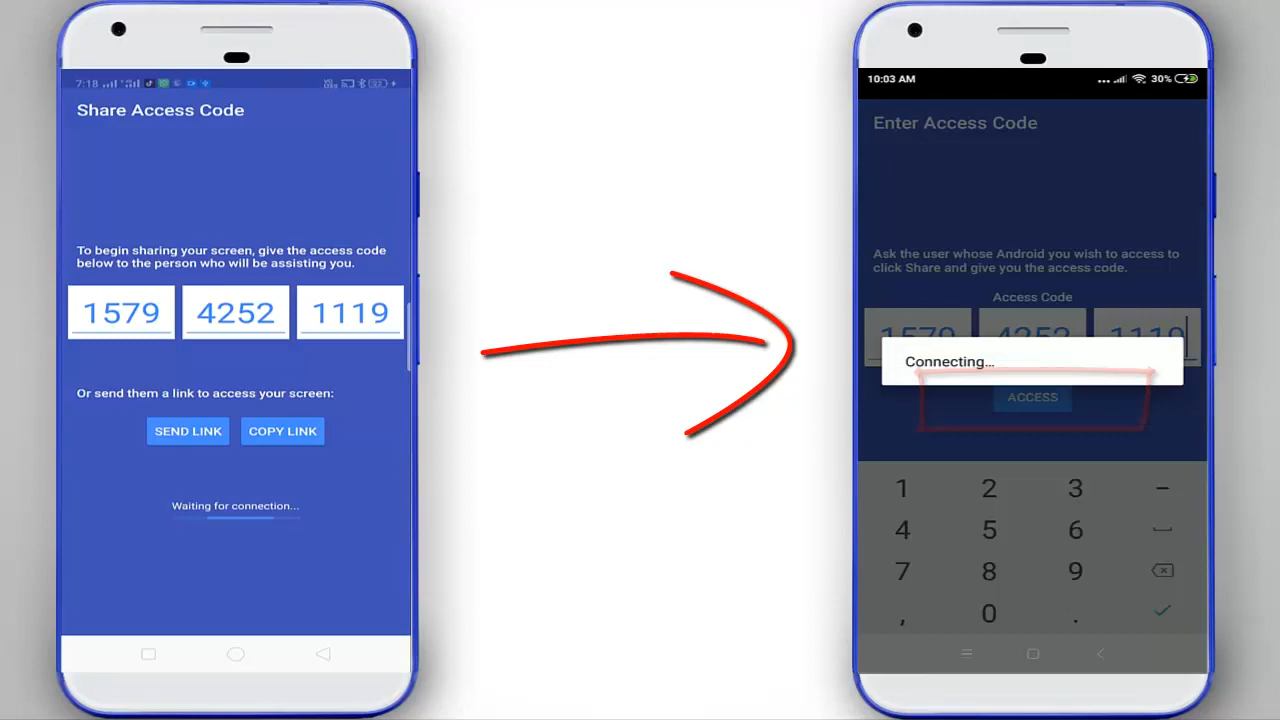 7:18
Share Access Code
To begin sharing your screen, give the access code
below to the person who will be assisting you.
1579 4252 1119
Or send them a link to access your screen:
SEND LINK COPY LINK
Waiting for connection...
10:03 AM 30%
Enter Access Code
Ask the user whose Android you wish to access to
click Share and give you the access code.
Access Code
1579 4252 1119
Connecting...
ACCESS
1 2 3 –
4 5 6
7 8 9
, 0 .